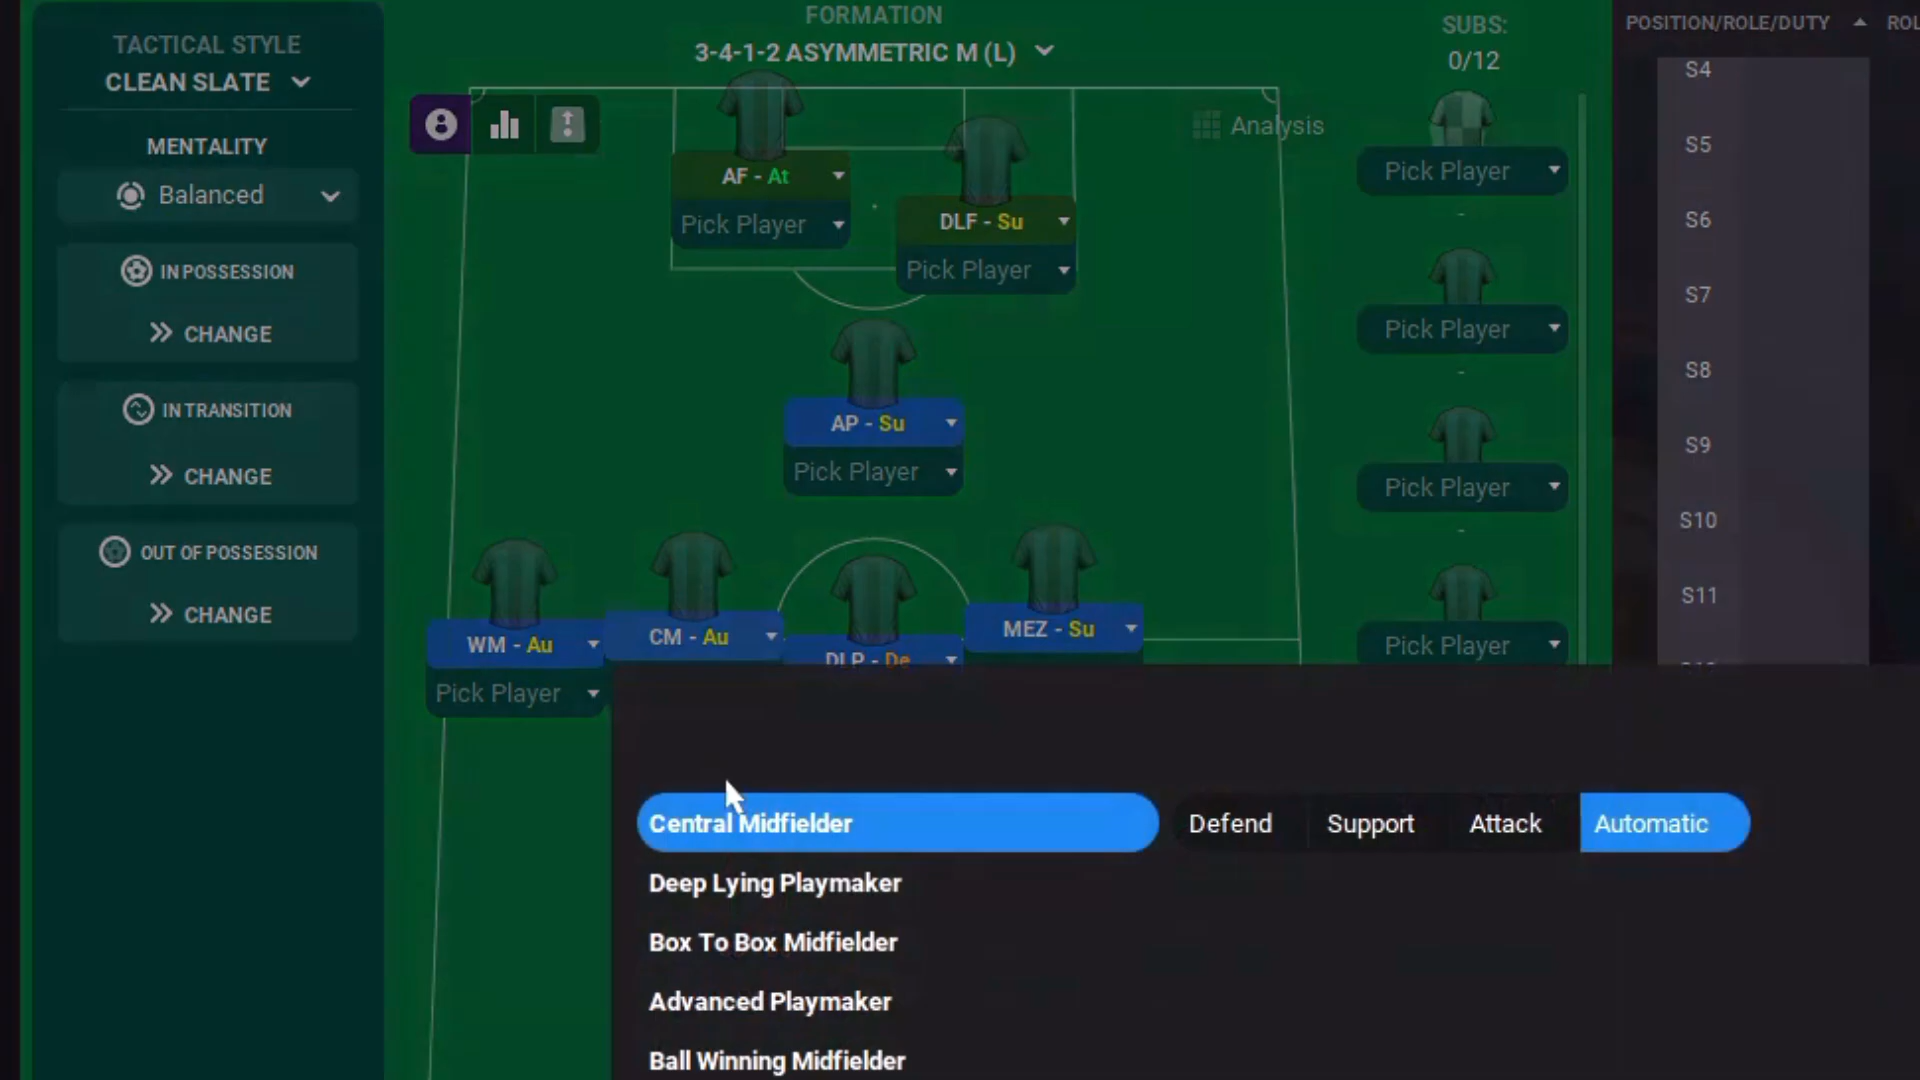 TACTICAL STYLE
CLEAN SLATE
MENTALITY
Balanced
IN POSSESSION
CHANGE
IN TRANSITION
CHANGE
OUT OF POSSESSION
CHANGE
FORMATION
3-4-1-2 ASYMMETRIC M (L)
Analysis
AF - At
Pick Player
DLF - Su
Pick Player
AP - Su
Pick Player
WM - Au
Pick Player
CM - Au
DLP - De
MEZ - Su
SUBS:
0/12
Pick Player
-
Pick Player
-
Pick Player
-
Pick Player
POSITION/ROLE/DUTY
S4
S5
S6
S7
S8
S9
S10
S11
Central Midfielder Defend Support Attack Automatic
Deep Lying Playmaker
Box To Box Midfielder
Advanced Playmaker
Ball Winning Midfielder